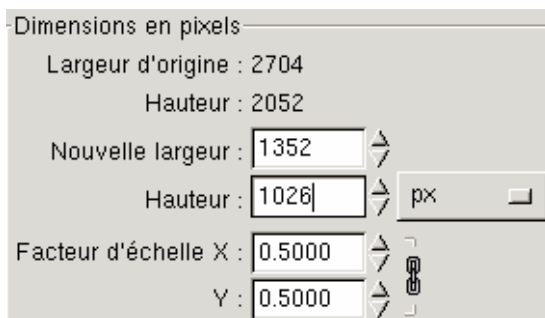 Dimensions en pixels
Largeur d'origine : 2704
Hauteur : 2052
Nouvelle largeur : 1352
Hauteur : 1026 px
Facteur d'échelle X : 0.5000
Y : 0.5000